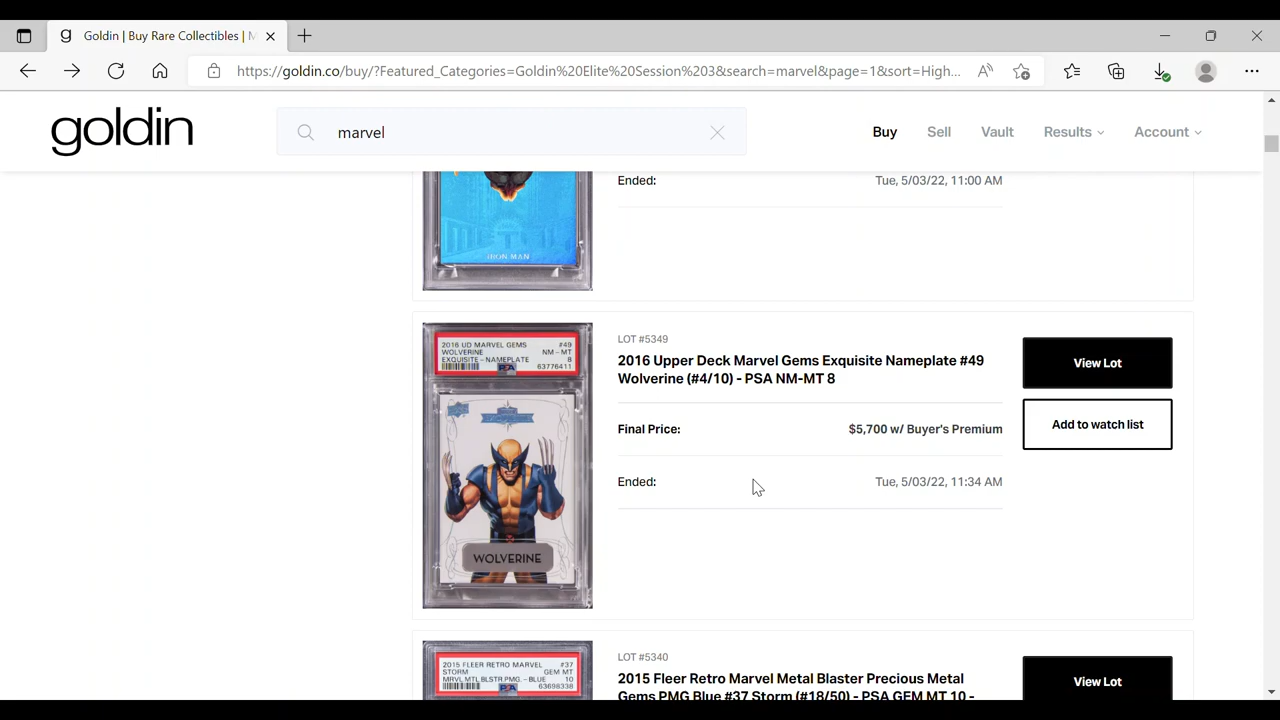 Goldin | Buy Rare Collectibles | M
https://goldin.co/buy/?Featured_Categories=Goldin%20Elite%20Session%203&search=marvel&page=1&sort=High...
goldin
marvel
Buy
Sell
Vault
Results
Account
IRON MAN
Ended:
Tue, 5/03/22, 11:00 AM
2016 UD MARVEL GEMS #49
WOLVERINE NM - MT
EXQUISITE - NAMEPLATE 8
PSA 63776411
WOLVERINE
LOT #5349
2016 Upper Deck Marvel Gems Exquisite Nameplate #49
Wolverine (#4/10) - PSA NM-MT 8
Final Price:
$5,700 w/ Buyer's Premium
Ended:
Tue, 5/03/22, 11:34 AM
View Lot
Add to watch list
2015 FLEER RETRO MARVEL #37
STORM GEM MT
MRVL MTL BLSTR PMG. - BLUE 10
PSA 63698338
LOT #5340
2015 Fleer Retro Marvel Metal Blaster Precious Metal
Gems PMG Blue #37 Storm (#18/50) - PSA GEM MT 10 -
View Lot